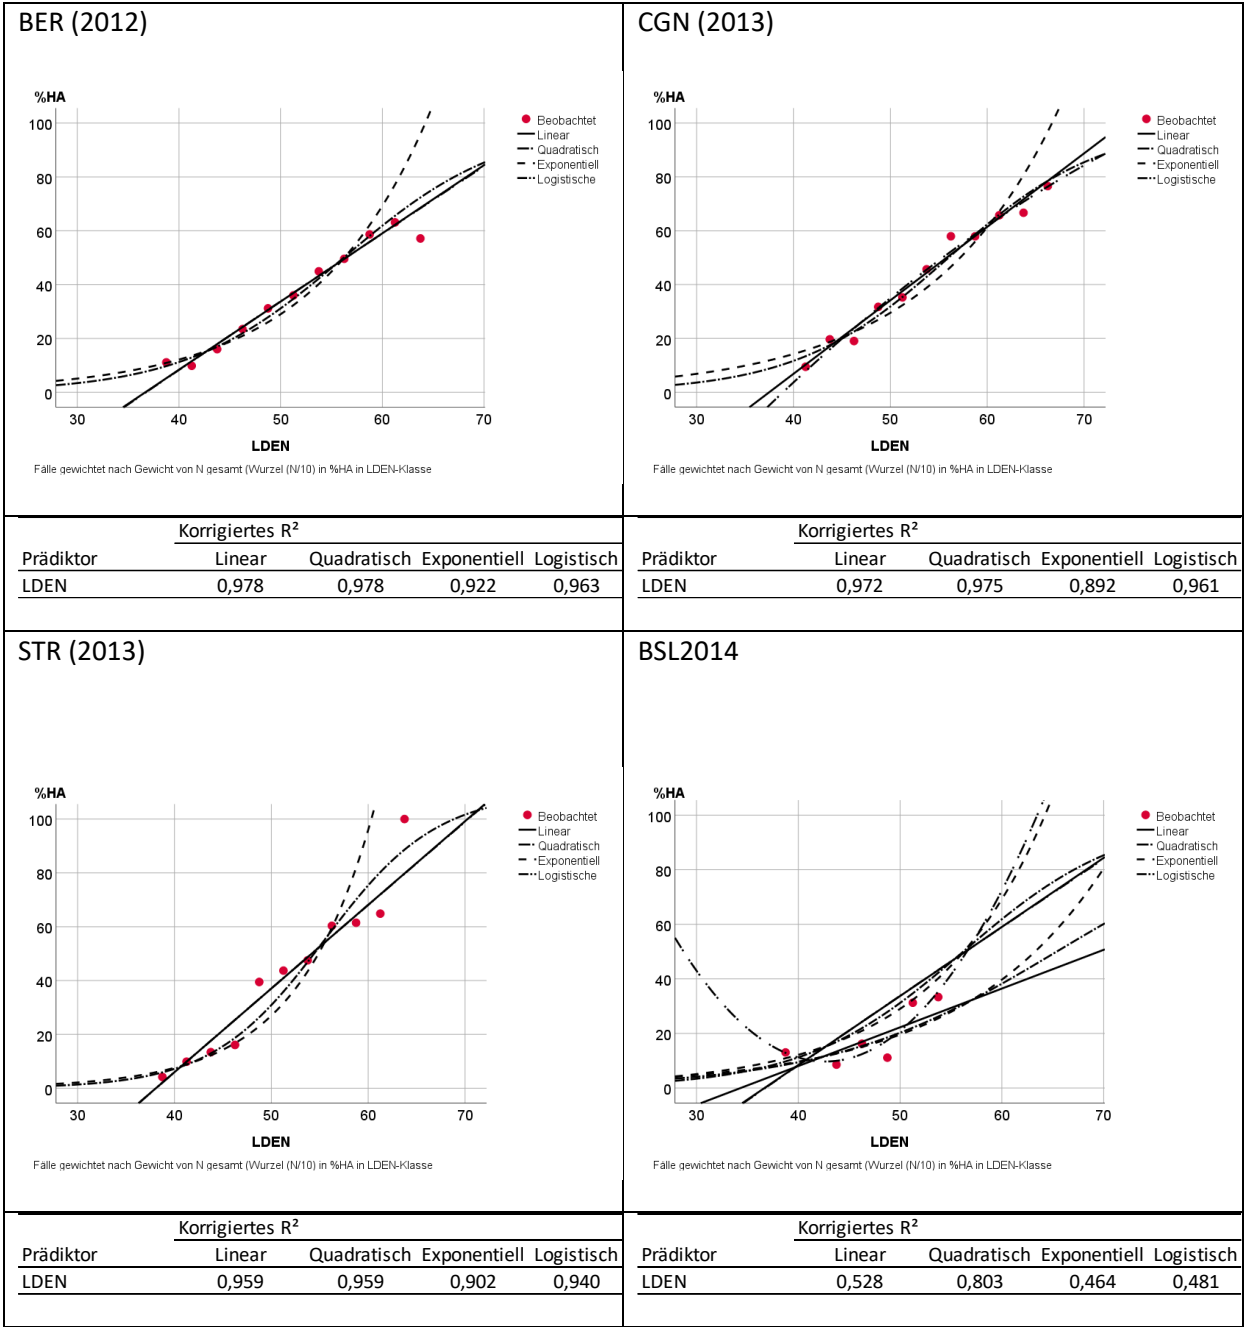 BER (2012)
%HA
100
80
60
40
20
0
30 40 50 60 70
LDEN
Beobachtet
Linear
Quadratisch
Exponentiell
Logistische
Fälle gewichtet nach Gewicht von N gesamt (Wurzel (N/10) in %HA in LDEN-Klasse
Korrigiertes R²
Prädiktor Linear Quadratisch Exponentiell Logistisch
LDEN 0,978 0,978 0,922 0,963
CGN (2013)
%HA
100
80
60
40
20
0
30 40 50 60 70
LDEN
Beobachtet
Linear
Quadratisch
Exponentiell
Logistische
Fälle gewichtet nach Gewicht von N gesamt (Wurzel (N/10) in %HA in LDEN-Klasse
Korrigiertes R²
Prädiktor Linear Quadratisch Exponentiell Logistisch
LDEN 0,972 0,975 0,892 0,961
STR (2013)
%HA
100
80
60
40
20
0
30 40 50 60 70
LDEN
Beobachtet
Linear
Quadratisch
Exponentiell
Logistische
Fälle gewichtet nach Gewicht von N gesamt (Wurzel (N/10) in %HA in LDEN-Klasse
Korrigiertes R²
Prädiktor Linear Quadratisch Exponentiell Logistisch
LDEN 0,959 0,959 0,902 0,940
BSL2014
%HA
100
80
60
40
20
0
30 40 50 60 70
LDEN
Beobachtet
Linear
Quadratisch
Exponentiell
Logistische
Fälle gewichtet nach Gewicht von N gesamt (Wurzel (N/10) in %HA in LDEN-Klasse
Korrigiertes R²
Prädiktor Linear Quadratisch Exponentiell Logistisch
LDEN 0,528 0,803 0,464 0,481